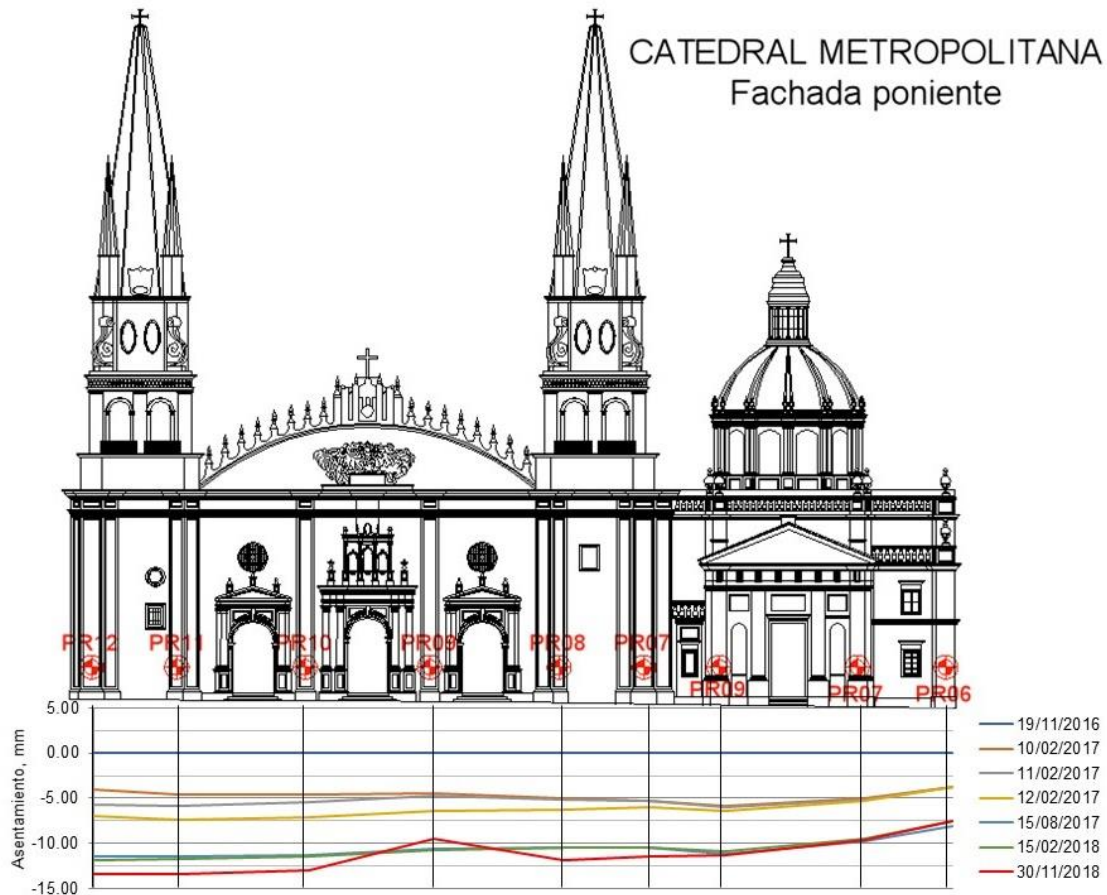 CATEDRAL METROPOLITANA
Fachada poniente
PR12 PR11 PR10 PR09 PR08 PR07
PR09 PR07 PR06
5.00
0.00
-5.00
-10.00
-15.00
Asentamiento, mm
19/11/2016
10/02/2017
11/02/2017
12/02/2017
15/08/2017
15/02/2018
30/11/2018